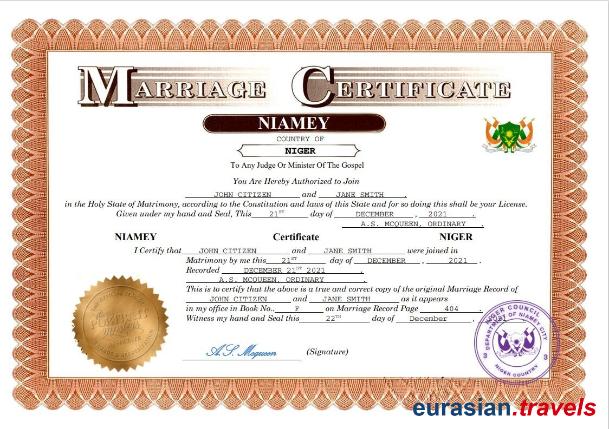 MARRIAGE CERTIFICATE
NIAMEY
COUNTRY OF
NIGER
To Any Judge Or Minister Of The Gospel
You Are Hereby Authorized to Join
JOHN CITIZEN and JANE SMITH,
in the Holy State of Matrimony, according to the Constitution and laws of this State and for so doing this shall be your License.
Given under my hand and Seal, This 21ST day of DECEMBER, 2021.
A.S. MCQUEEN, ORDINARY.
NIAMEY Certificate NIGER
I Certify that JOHN CITIZEN and JANE SMITH were joined in
Matrimony by me this 21ST day of DECEMBER, 2021.
Recorded DECEMBER 21ST 2021.
A.S. MCQUEEN, ORDINARY.
This is to certify that the above is a true and correct copy of the original Marriage Record of
JOHN CITIZEN and JANE SMITH as it appears
in my office in Book No. F on Marriage Record Page 404.
Witness my hand and Seal this 22TH day of December.
A.S. Mcqueen (Signature)
NIGER COUNCIL
DEPARTMENT OF NIAMEY CITY
NIGER COUNTRY
eurasian.travels